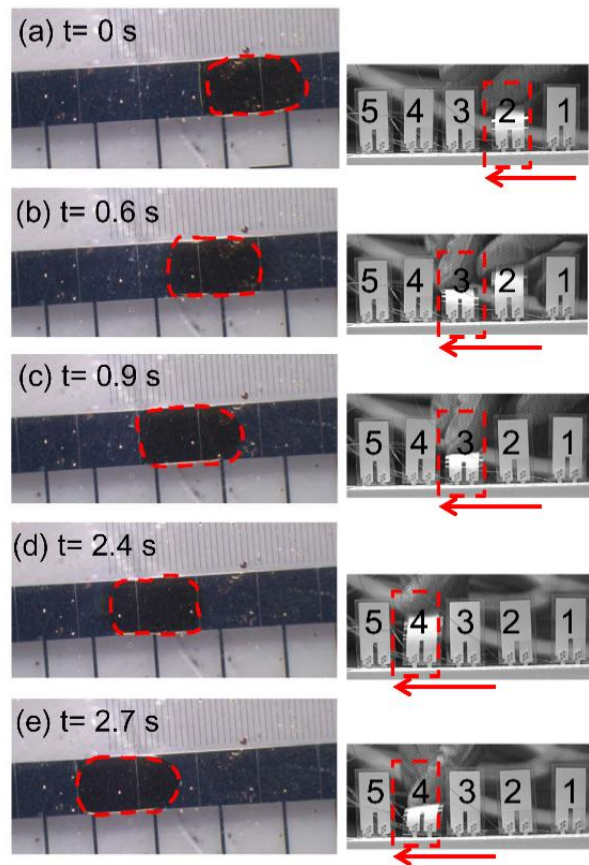 (a) t= 0 s
5 4 3 2 1
(b) t= 0.6 s
5 4 3 2 1
(c) t= 0.9 s
5 4 3 2 1
(d) t= 2.4 s
5 4 3 2 1
(e) t= 2.7 s
5 4 3 2 1